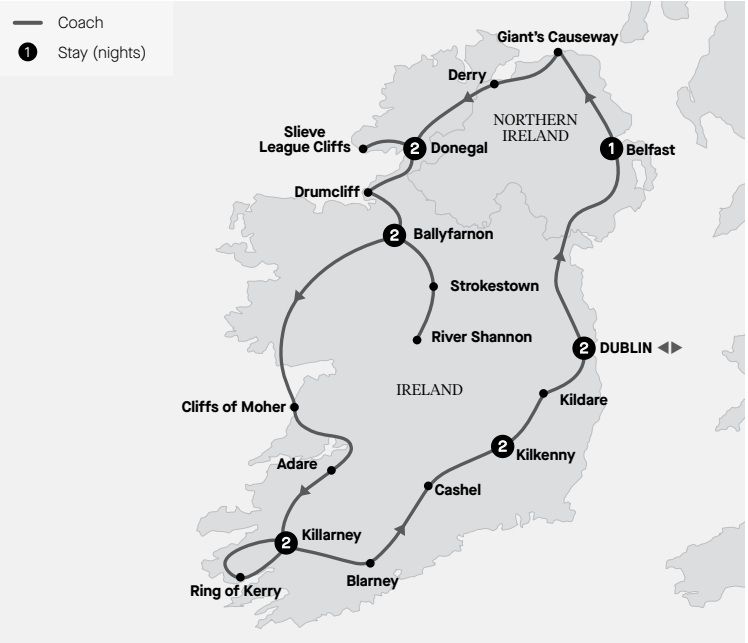 Coach
1 Stay (nights)
Giant's Causeway
Derry
NORTHERN
IRELAND
Slieve
League Cliffs
2 Donegal
1 Belfast
Drumcliff
2 Ballyfarnon
Strokestown
River Shannon
2 DUBLIN
IRELAND
Kildare
Cliffs of Moher
2 Kilkenny
Adare
Cashel
2 Killarney
Blarney
Ring of Kerry